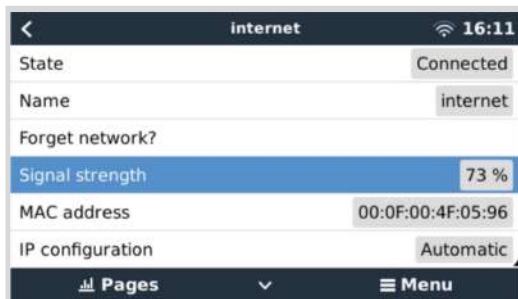 internet 16:11
State Connected
Name internet
Forget network?
Signal strength 73 %
MAC address 00:0F:00:4F:05:96
IP configuration Automatic
Pages Menu